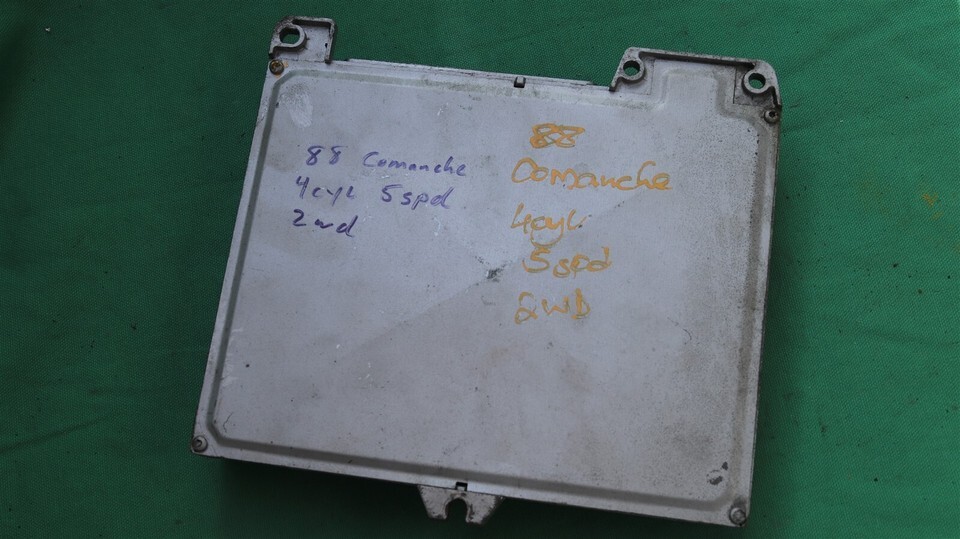 88 Comanche
4cyL 5spd
2wd
88
Comanche
4cyL
5spd
2WD